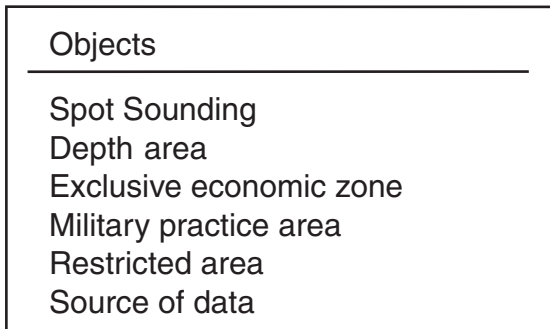 Objects
Spot Sounding
Depth area
Exclusive economic zone
Military practice area
Restricted area
Source of data